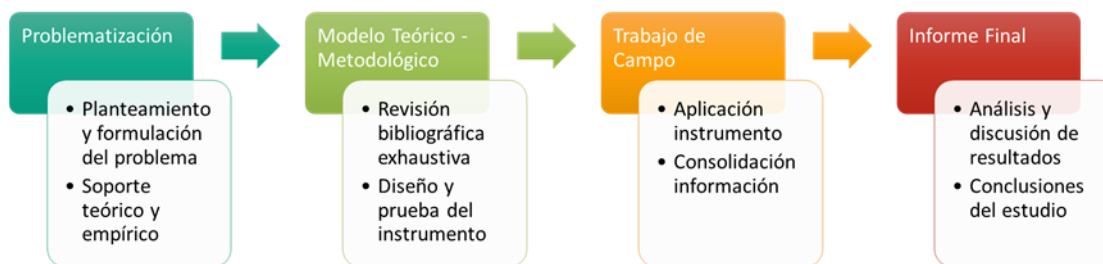 Problematización
• Planteamiento
y formulación
del problema
• Soporte
teórico y
empírico
Modelo Teórico -
Metodológico
• Revisión
bibliográfica
exhaustiva
• Diseño y
prueba del
instrumento
Trabajo de
Campo
• Aplicación
instrumento
• Consolidación
información
Informe Final
• Análisis y
discusión de
resultados
• Conclusiones
del estudio